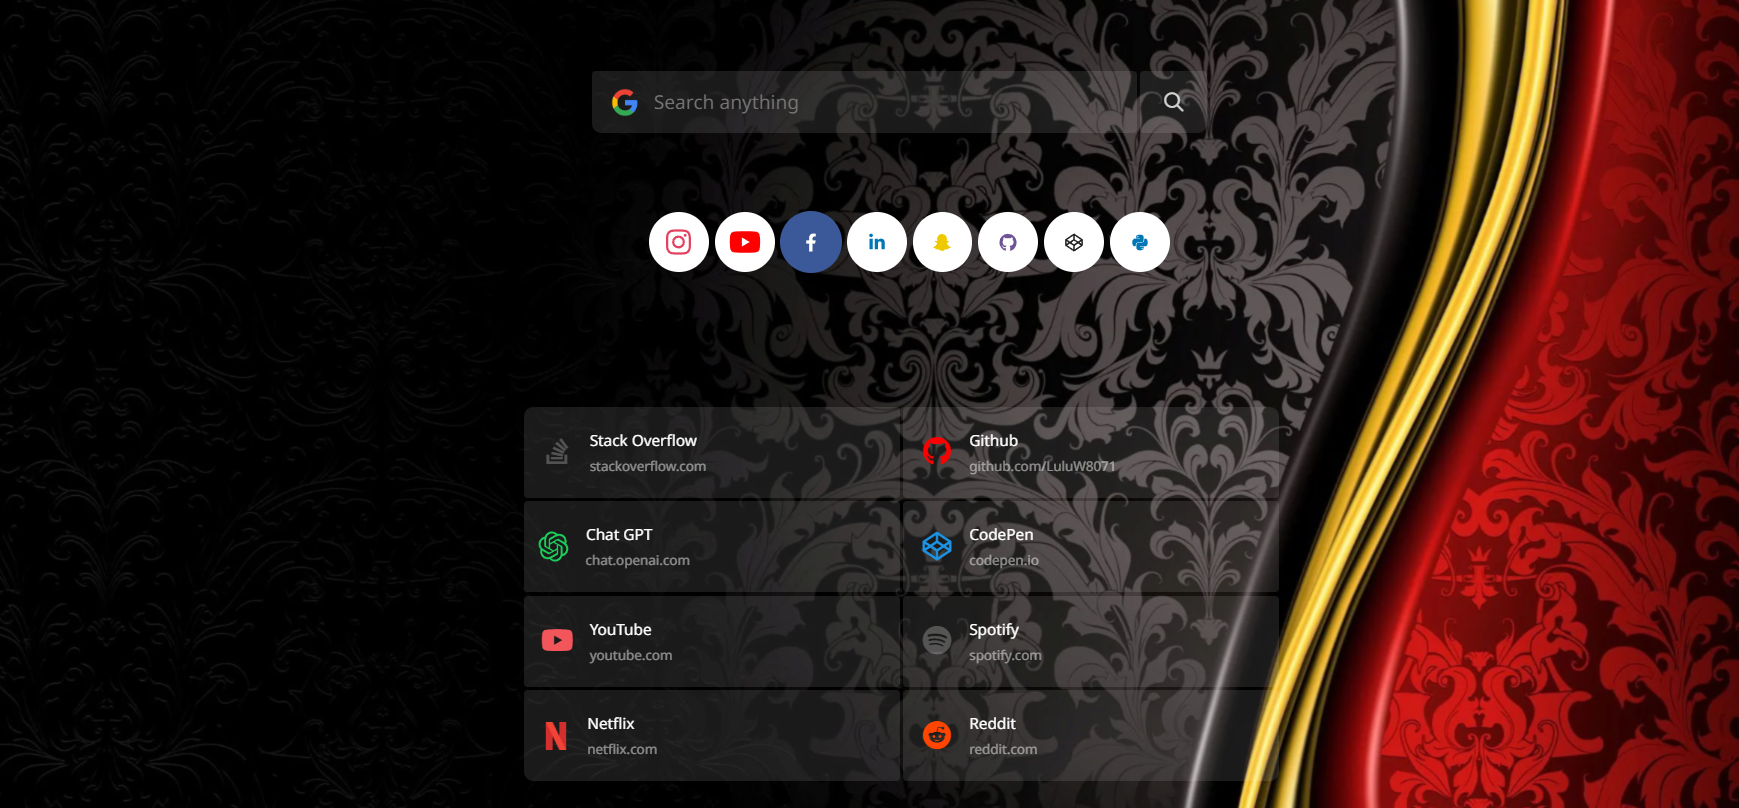 Search anything
Stack Overflow
stackoverflow.com
Github
github.com/LuluW8071
Chat GPT
chat.openai.com
CodePen
codepen.io
YouTube
youtube.com
Spotify
spotify.com
Netflix
netflix.com
Reddit
reddit.com